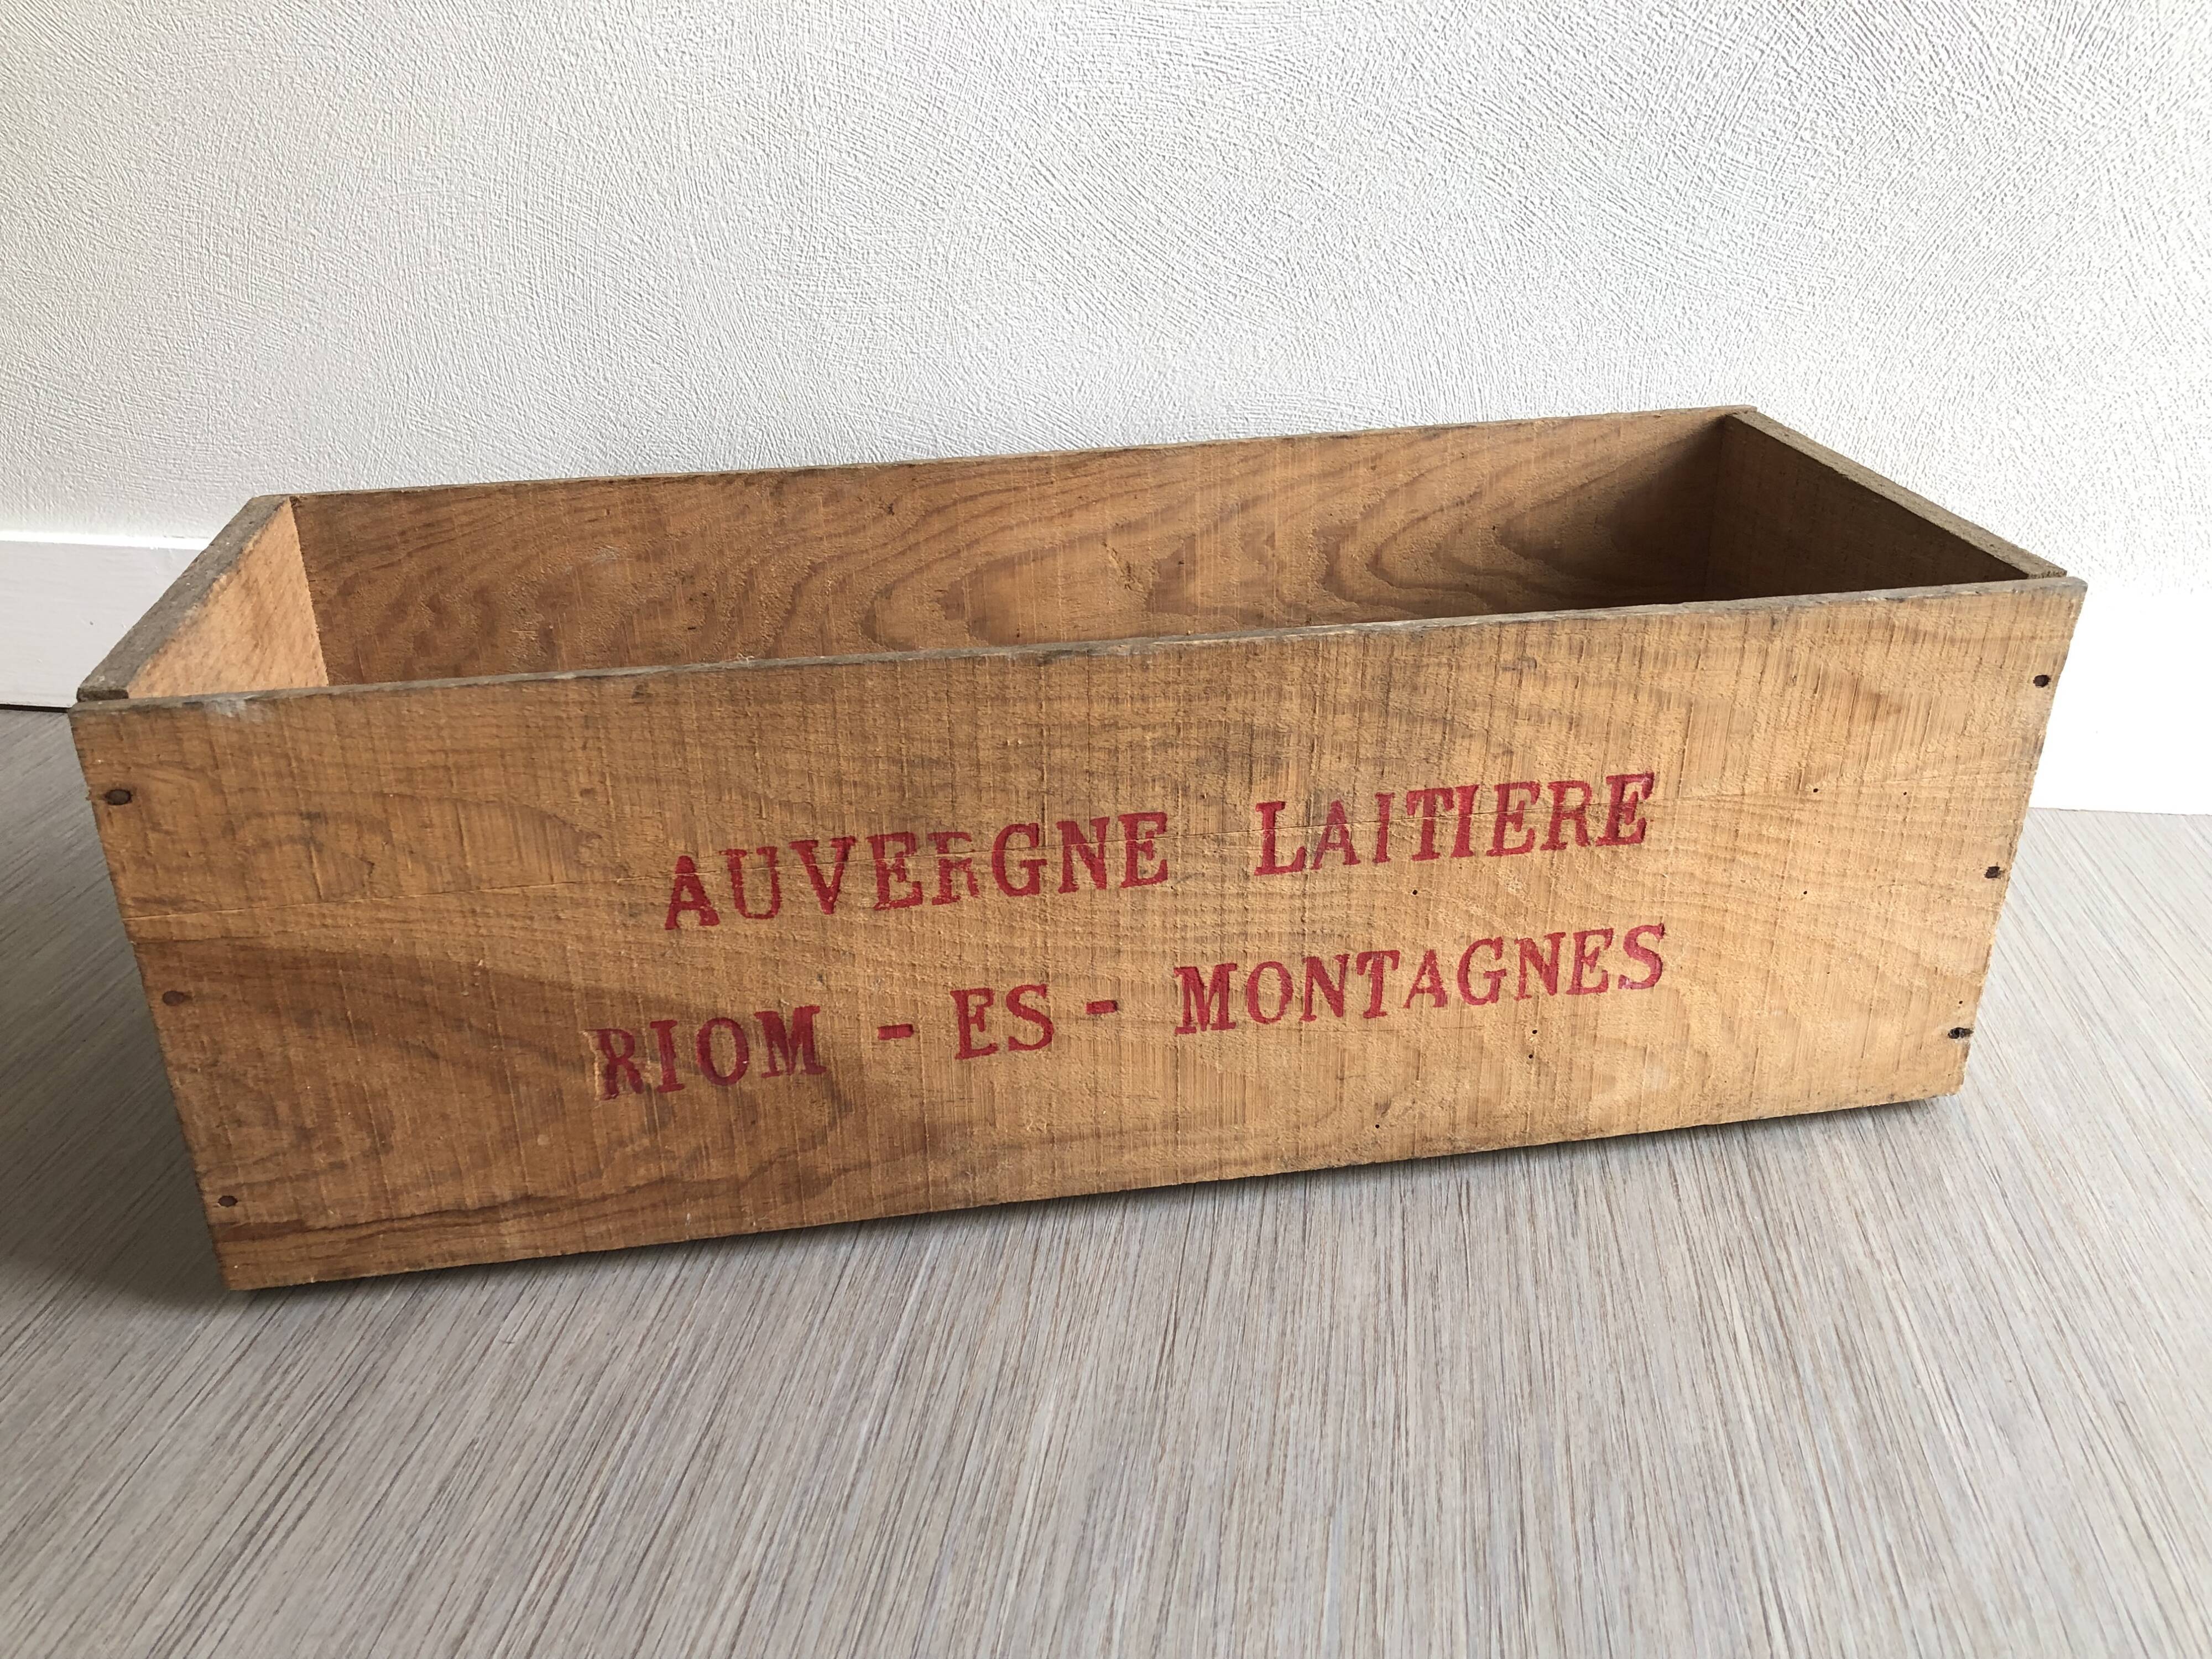 AUVERGNE LAITIERE
RIOM - ES - MONTAGNES